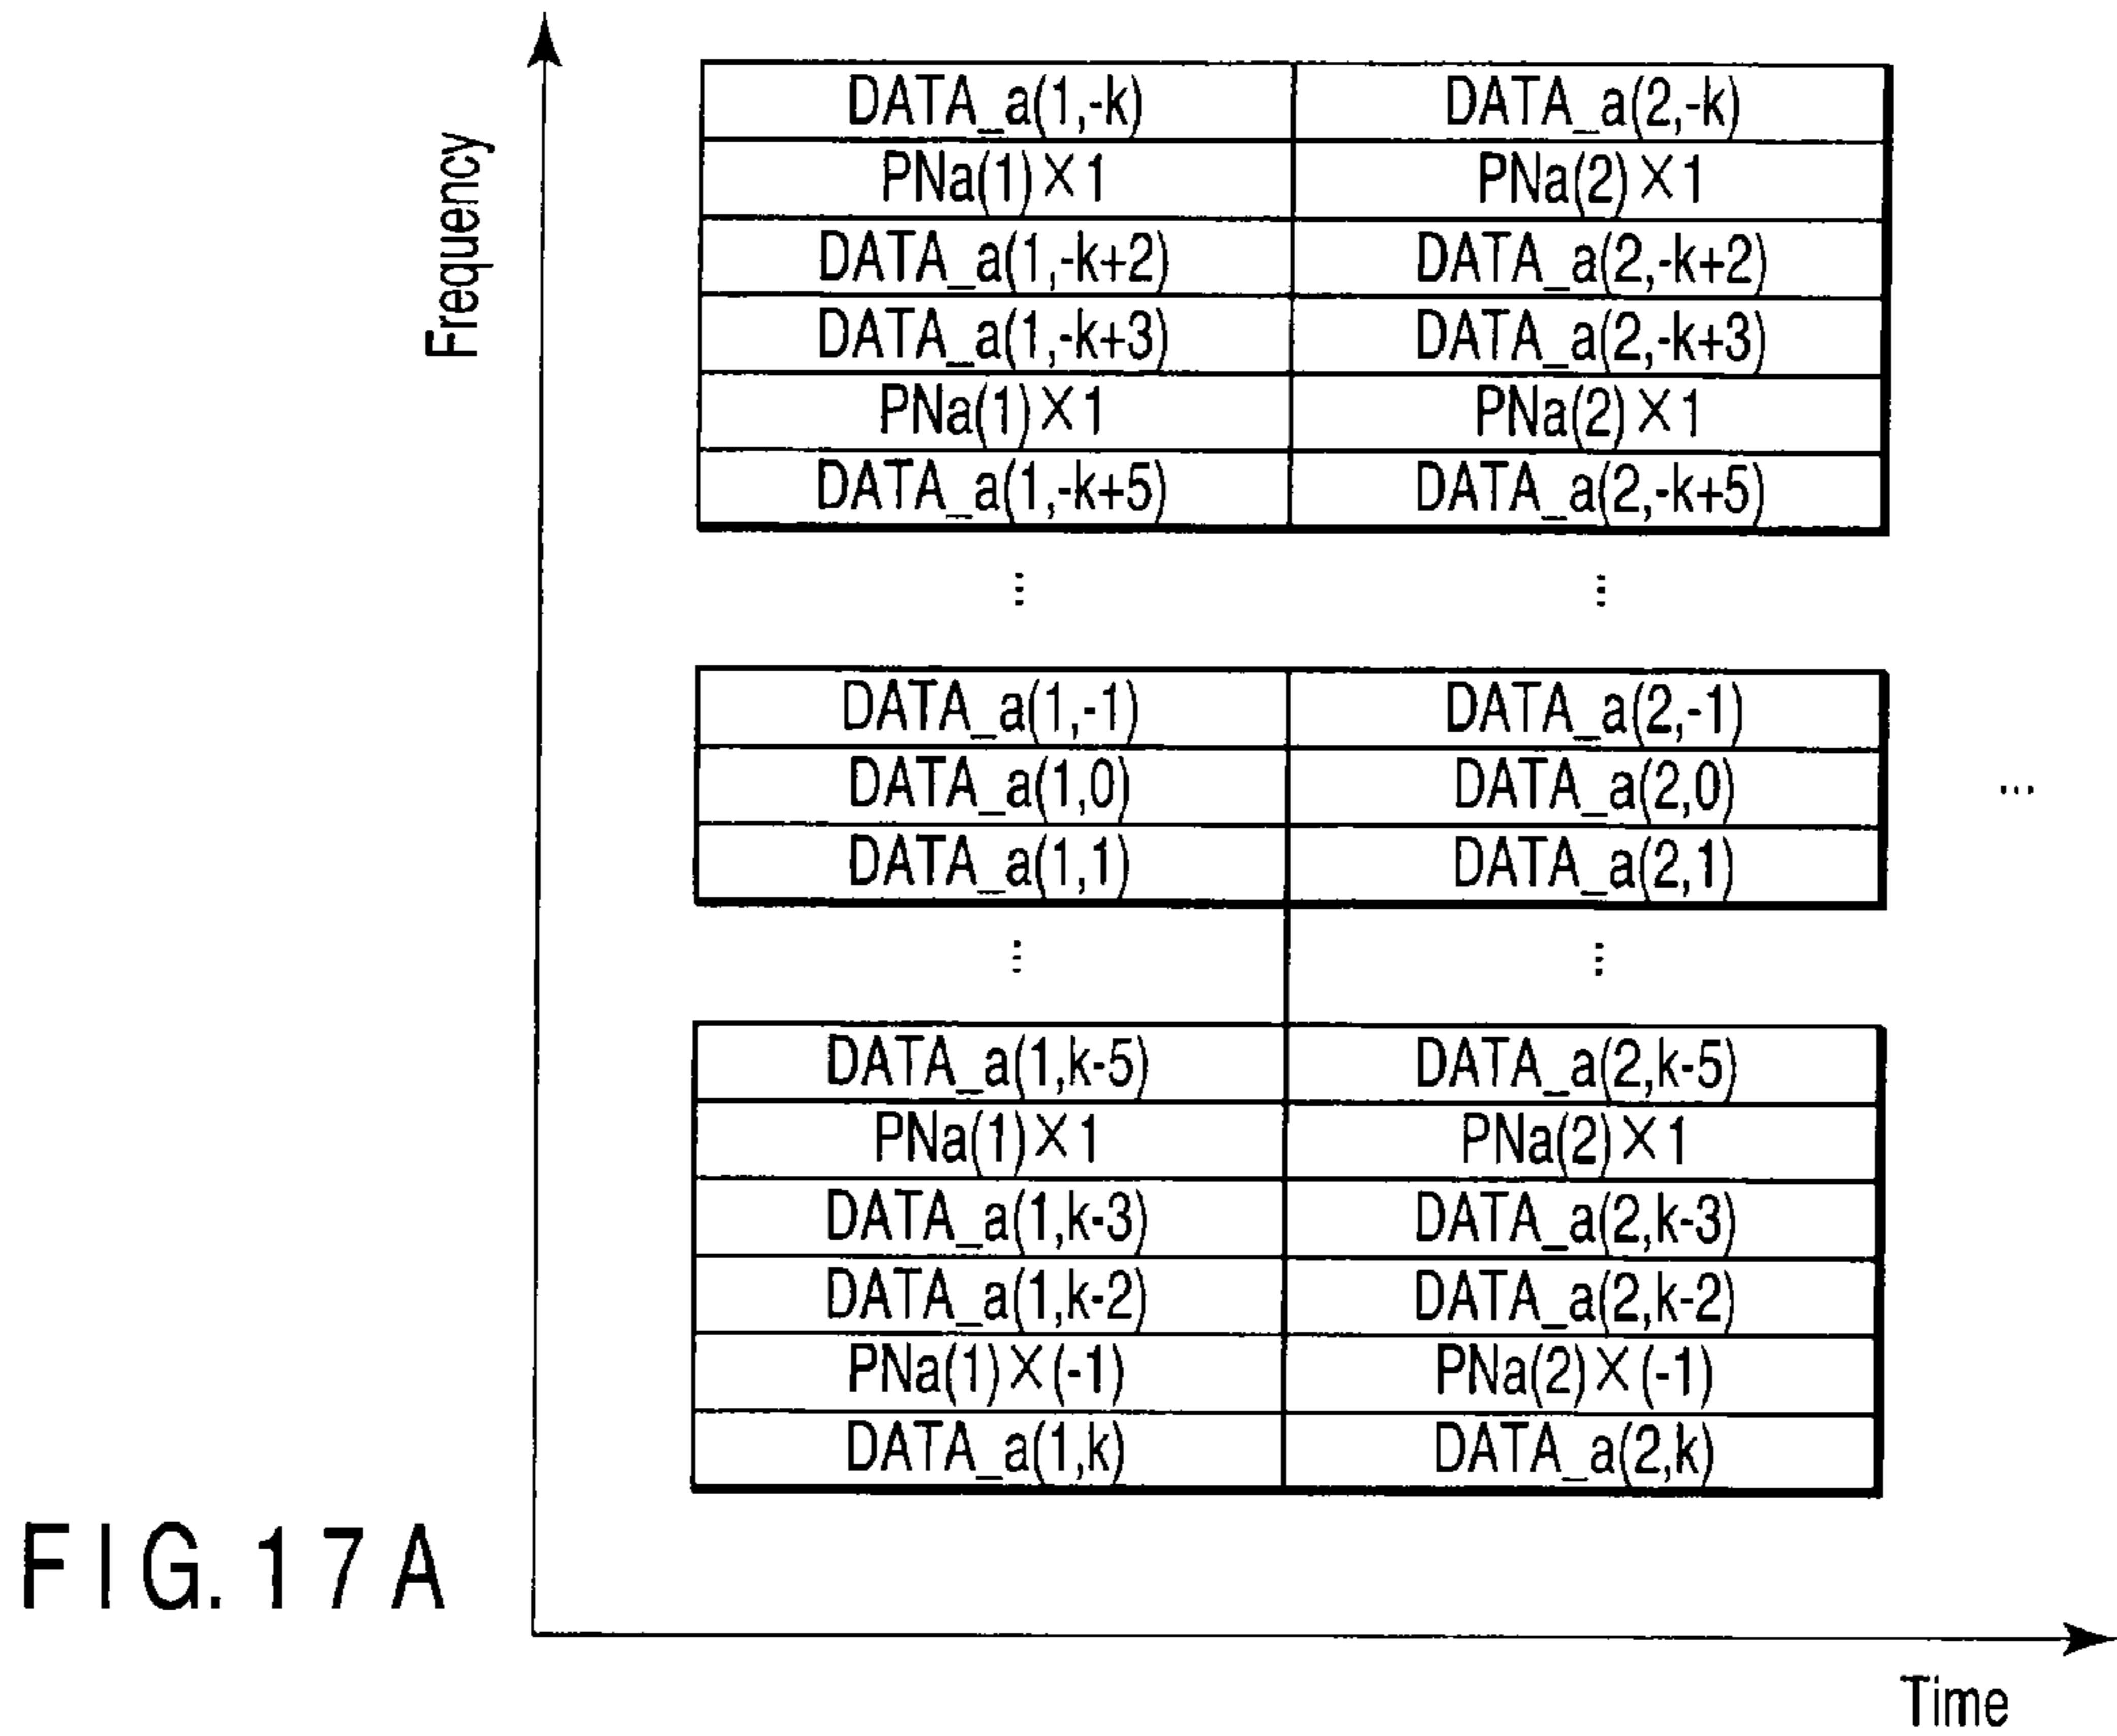 Frequency
DATA_a(1,-k) DATA_a(2,-k)
PNa(1)×1 PNa(2)×1
DATA_a(1,-k+2) DATA_a(2,-k+2)
DATA_a(1,-k+3) DATA_a(2,-k+3)
PNa(1)×1 PNa(2)×1
DATA_a(1,-k+5) DATA_a(2,-k+5)
⋮ ⋮
DATA_a(1,-1) DATA_a(2,-1)
DATA_a(1,0) DATA_a(2,0) ...
DATA_a(1,1) DATA_a(2,1)
⋮ ⋮
DATA_a(1,k-5) DATA_a(2,k-5)
PNa(1)×1 PNa(2)×1
DATA_a(1,k-3) DATA_a(2,k-3)
DATA_a(1,k-2) DATA_a(2,k-2)
PNa(1)×(-1) PNa(2)×(-1)
DATA_a(1,k) DATA_a(2,k)
FIG. 17A
Time